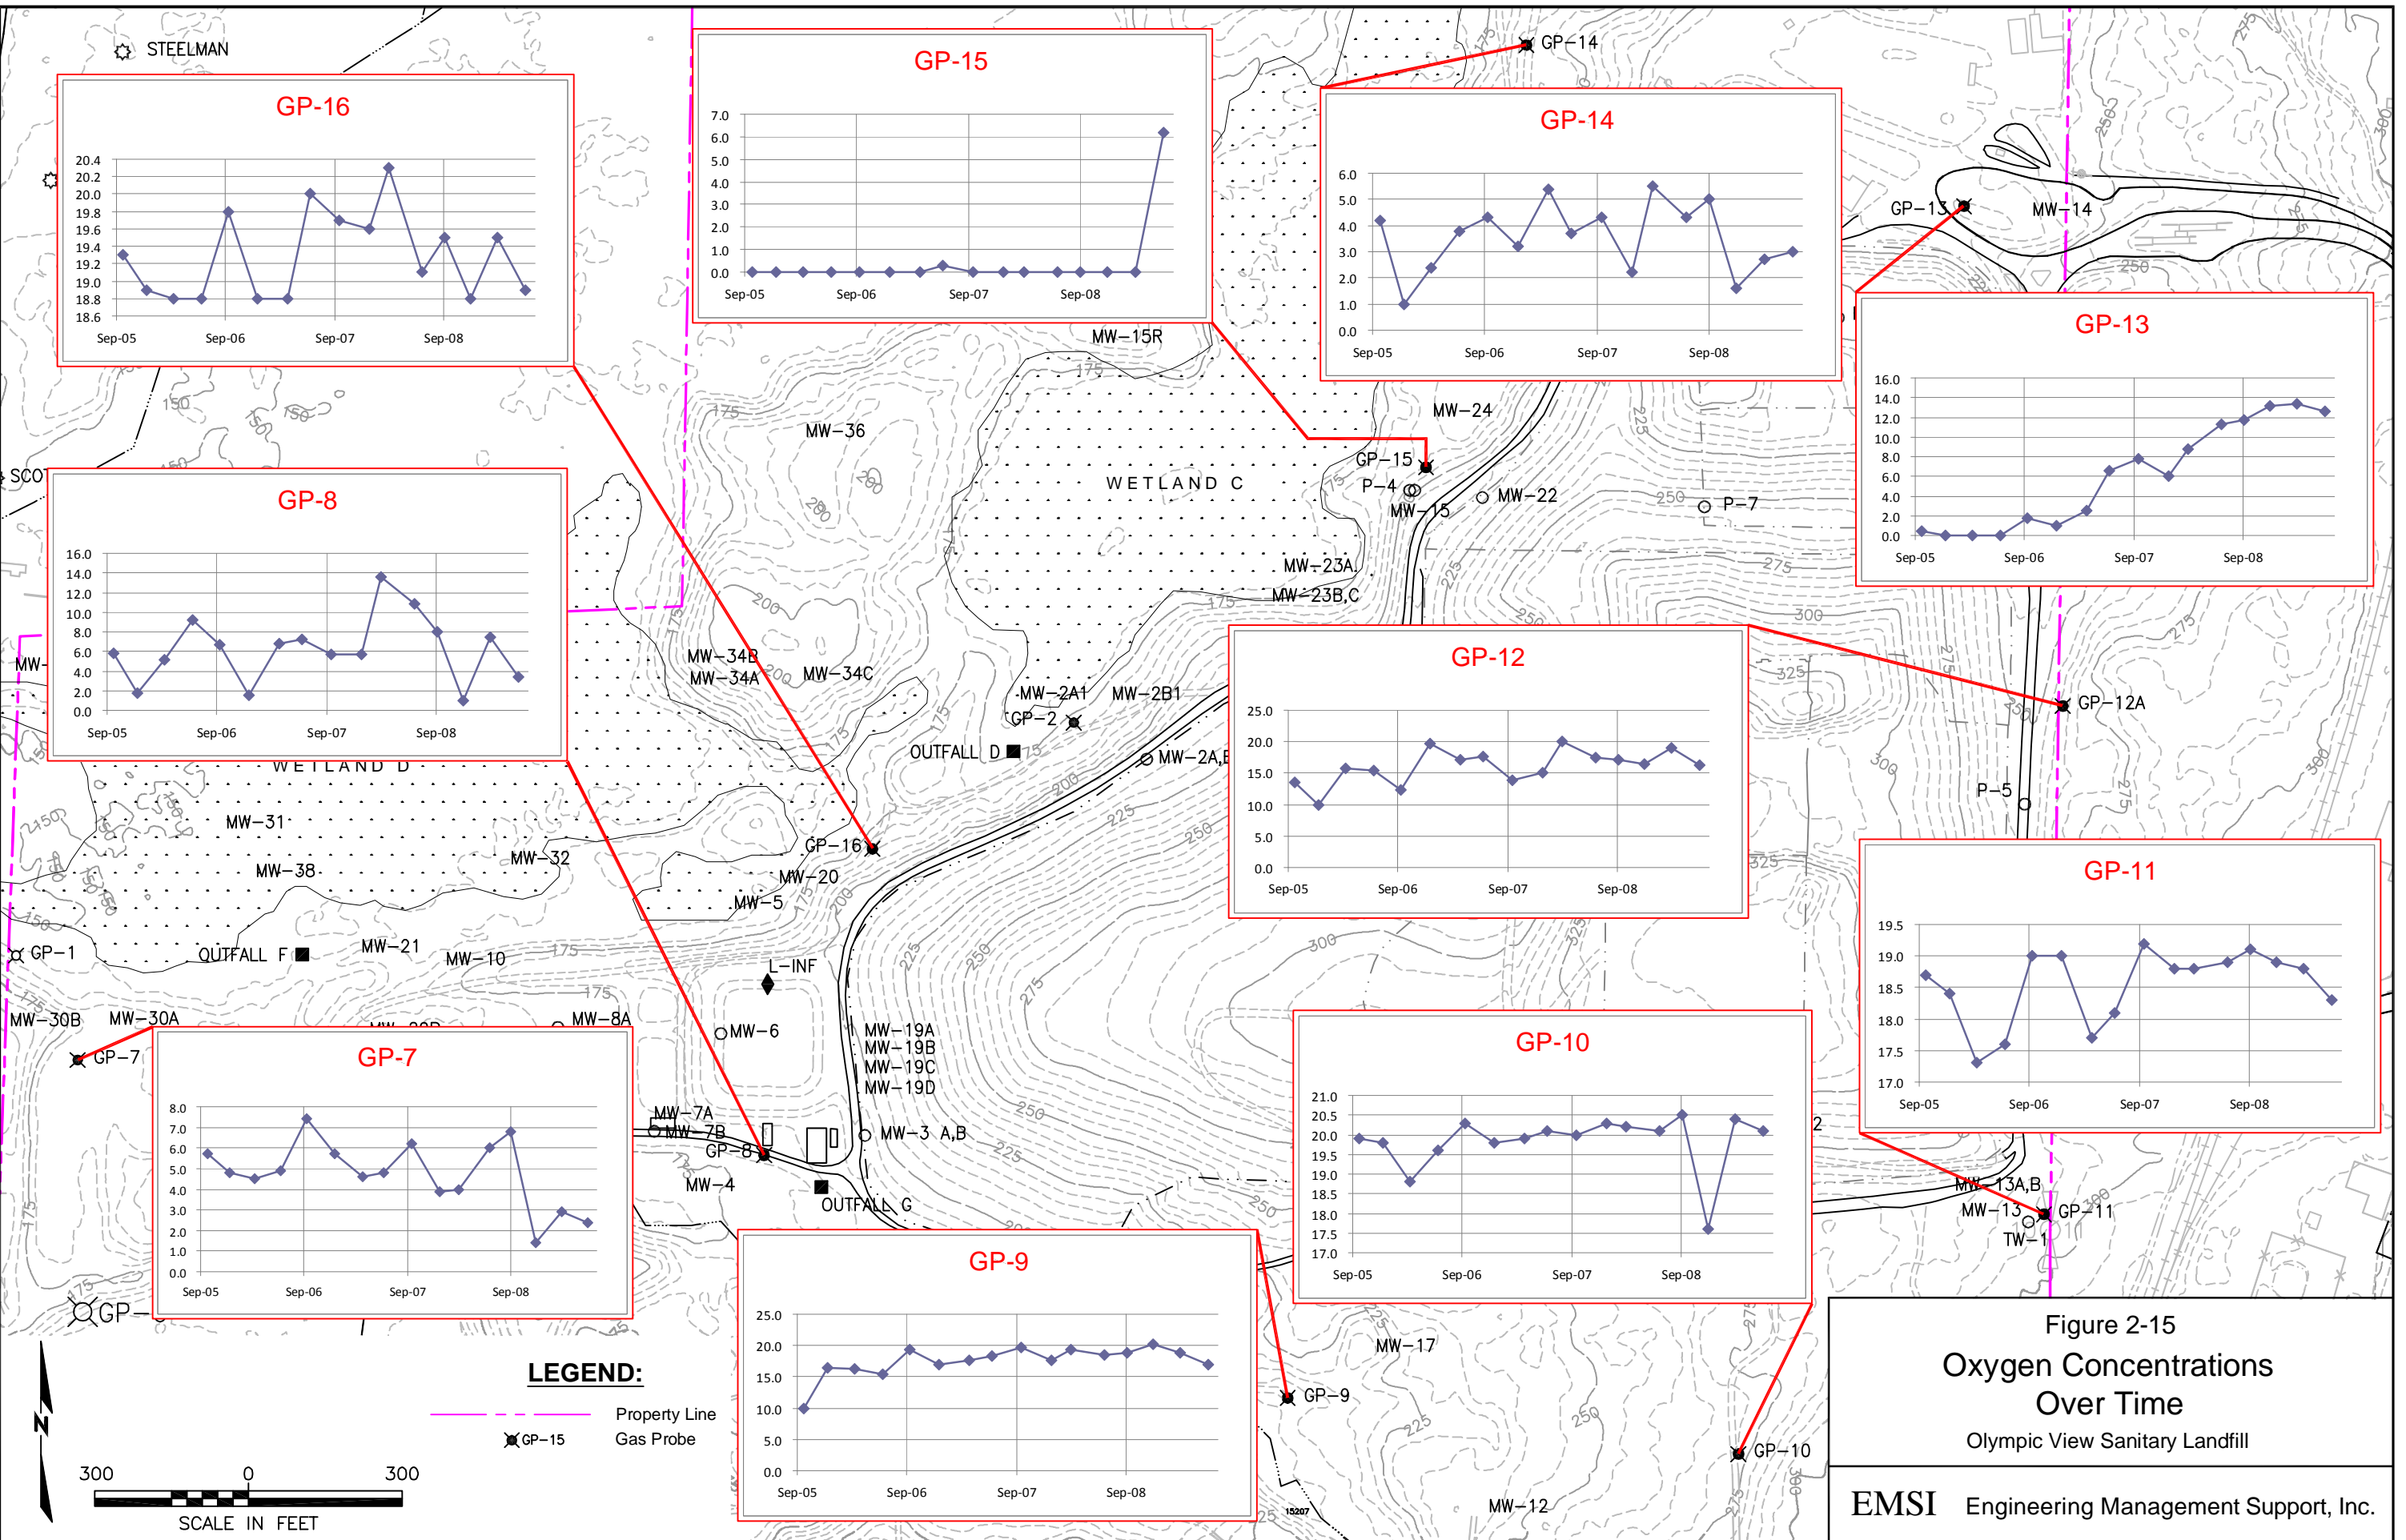 STEELMAN
GP-16
20.4
20.2
20.0
19.8
19.6
19.4
19.2
19.0
18.8
18.6
Sep-05 Sep-06 Sep-07 Sep-08
GP-15
7.0
6.0
5.0
4.0
3.0
2.0
1.0
0.0
Sep-05 Sep-06 Sep-07 Sep-08
GP-14
GP-14
6.0
5.0
4.0
3.0
2.0
1.0
0.0
Sep-05 Sep-06 Sep-07 Sep-08
GP-13
MW-14
GP-13
16.0
14.0
12.0
10.0
8.0
6.0
4.0
2.0
0.0
Sep-05 Sep-06 Sep-07 Sep-08
MW-15R
MW-36
MW-24
GP-15
P-4
MW-15
MW-22
P-7
WETLAND C
MW-23A
MW-23B,C
GP-8
16.0
14.0
12.0
10.0
8.0
6.0
4.0
2.0
0.0
Sep-05 Sep-06 Sep-07 Sep-08
MW-34B
MW-34A
MW-34C
MW-2A1
MW-2B1
GP-2
OUTFALL D
GP-12
25.0
20.0
15.0
10.0
5.0
0.0
Sep-05 Sep-06 Sep-07 Sep-08
GP-12A
P-5
WETLAND D
MW-31
MW-38
MW-32
GP-16
MW-20
MW-5
GP-1
OUTFALL F
MW-21
MW-10
L-INF
MW-30B
MW-30A
MW-8A
MW-6
MW-19A
MW-19B
MW-19C
MW-19D
GP-7
GP-7
8.0
7.0
6.0
5.0
4.0
3.0
2.0
1.0
0.0
Sep-05 Sep-06 Sep-07 Sep-08
MW-7A
MW-7B
GP-8
MW-3 A,B
MW-4
OUTFALL G
GP-11
19.5
19.0
18.5
18.0
17.5
17.0
Sep-05 Sep-06 Sep-07 Sep-08
GP-10
21.0
20.5
20.0
19.5
19.0
18.5
18.0
17.5
17.0
Sep-05 Sep-06 Sep-07 Sep-08
MW-13A,B
MW-13
GP-11
TW-1
GP-9
25.0
20.0
15.0
10.0
5.0
0.0
Sep-05 Sep-06 Sep-07 Sep-08
MW-17
GP-9
GP-10
MW-12
15207
N
LEGEND:
Property Line
GP-15 Gas Probe
300 0 300
SCALE IN FEET
Figure 2-15
Oxygen Concentrations
Over Time
Olympic View Sanitary Landfill
EMSI Engineering Management Support, Inc.